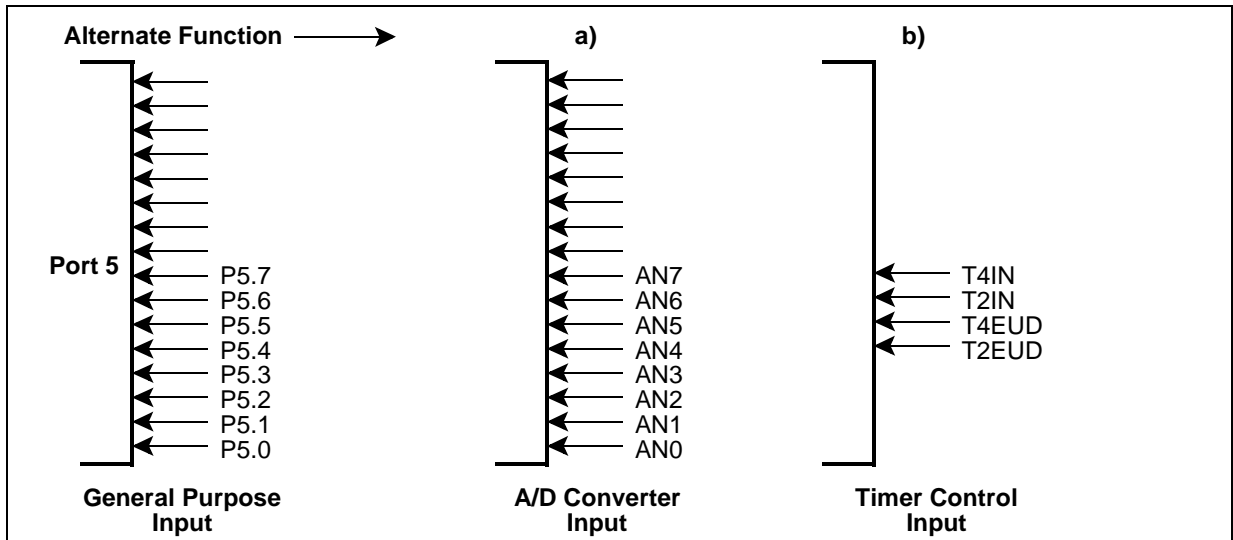 Alternate Function
a)
b)
Port 5
P5.7
P5.6
P5.5
P5.4
P5.3
P5.2
P5.1
P5.0
General Purpose
Input
AN7
AN6
AN5
AN4
AN3
AN2
AN1
AN0
A/D Converter
Input
T4IN
T2IN
T4EUD
T2EUD
Timer Control
Input